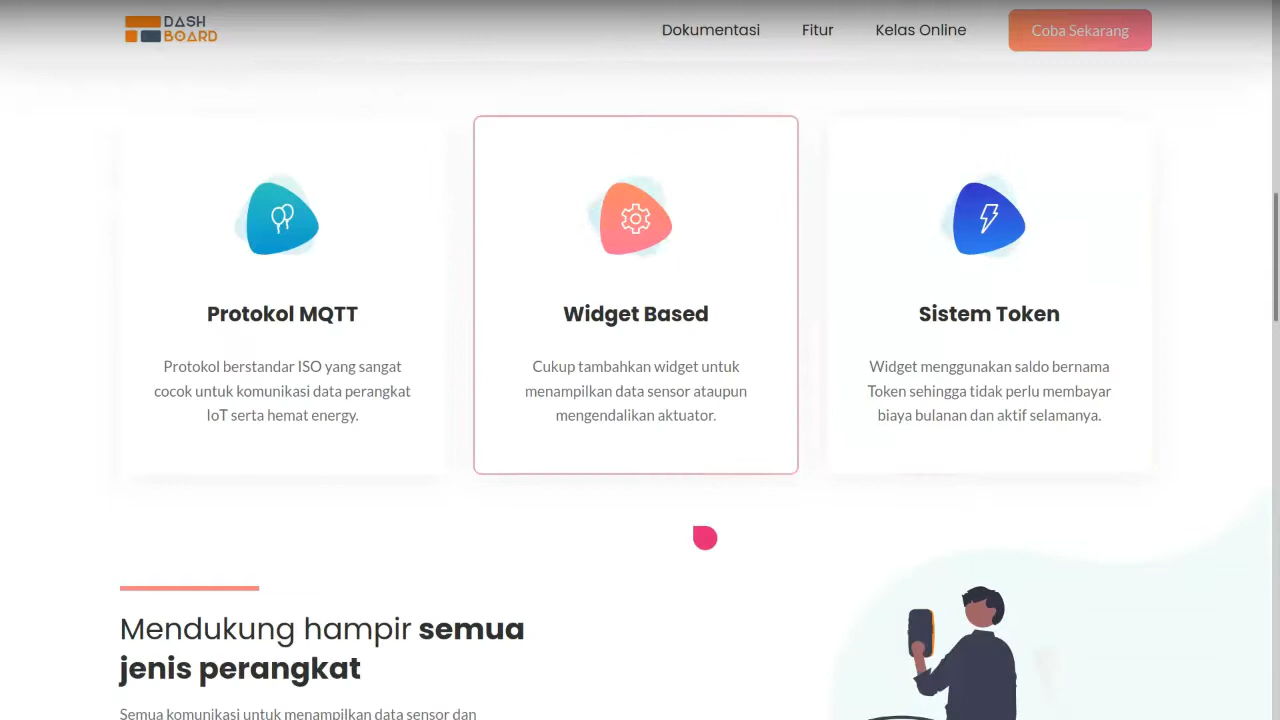 DASH
BOARD
Dokumentasi
Fitur
Kelas Online
Coba Sekarang
Protokol MQTT
Protokol berstandar ISO yang sangat
cocok untuk komunikasi data perangkat
IoT serta hemat energy.
Widget Based
Cukup tambahkan widget untuk
menampilkan data sensor ataupun
mengendalikan aktuator.
Sistem Token
Widget menggunakan saldo bernama
Token sehingga tidak perlu membayar
biaya bulanan dan aktif selamanya.
Mendukung hampir semua
jenis perangkat
Semua komunikasi untuk menampilkan data sensor dan